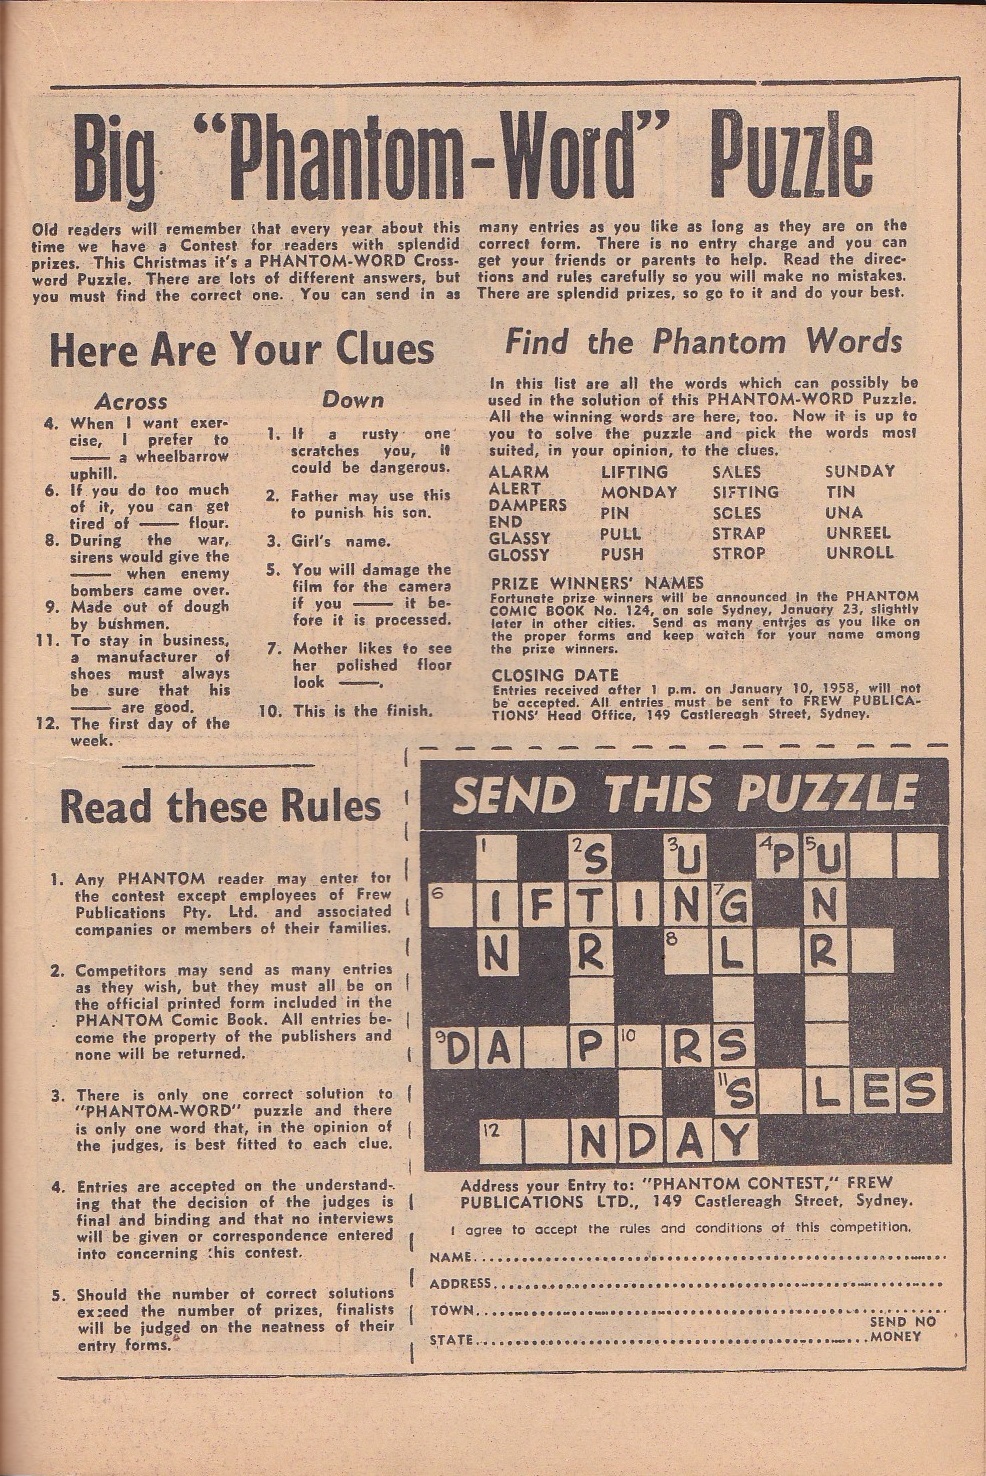 Big "Phantom-Word" Puzzle
Old readers will remember that every year about this
time we have a Contest for readers with splendid
prizes. This Christmas it's a PHANTOM-WORD Cross-
word Puzzle. There are lots of different answers, but
you must find the correct one. You can send in as
many entries as you like as long as they are on the
correct form. There is no entry charge and you can
get your friends or parents to help. Read the direc-
tions and rules carefully so you will make no mistakes.
There are splendid prizes, so go to it and do your best.
Here Are Your Clues
Across
4. When I want exer-
cise, I prefer to
—— a wheelbarrow
uphill.
6. If you do too much
of it, you can get
tired of —— flour.
8. During the war,
sirens would give the
—— when enemy
bombers came over.
9. Made out of dough
by bushmen.
11. To stay in business,
a manufacturer of
shoes must always
be sure that his
—— are good.
12. The first day of the
week.
Down
1. If a rusty one
scratches you, it
could be dangerous.
2. Father may use this
to punish his son.
3. Girl's name.
5. You will damage the
film for the camera
if you —— it be-
fore it is processed.
7. Mother likes to see
her polished floor
look ——.
10. This is the finish.
Find the Phantom Words
In this list are all the words which can possibly be
used in the solution of this PHANTOM-WORD Puzzle.
All the winning words are here, too. Now it is up to
you to solve the puzzle and pick the words most
suited, in your opinion, to the clues.
ALARM
ALERT
DAMPERS
END
GLASSY
GLOSSY
LIFTING
MONDAY
PIN
PULL
PUSH
SALES
SIFTING
SOLES
STRAP
STROP
SUNDAY
TIN
UNA
UNREEL
UNROLL
PRIZE WINNERS' NAMES
Fortunate prize winners will be announced in the PHANTOM
COMIC BOOK No. 124, on sale Sydney, January 23, slightly
later in other cities. Send as many entries as you like on
the proper forms and keep watch for your name among
the prize winners.
CLOSING DATE
Entries received after 1 p.m. on January 10, 1958, will not
be accepted. All entries must be sent to FREW PUBLICA-
TIONS' Head Office, 149 Castlereagh Street, Sydney.
Read these Rules
1. Any PHANTOM reader may enter for
the contest except employees of Frew
Publications Pty. Ltd. and associated
companies or members of their families.
2. Competitors may send as many entries
as they wish, but they must all be on
the official printed form included in the
PHANTOM Comic Book. All entries be-
come the property of the publishers and
none will be returned.
3. There is only one correct solution to
"PHANTOM-WORD" puzzle and there
is only one word that, in the opinion of
the judges, is best fitted to each clue.
4. Entries are accepted on the understand-
ing that the decision of the judges is
final and binding and that no interviews
will be given or correspondence entered
into concerning this contest.
5. Should the number of correct solutions
exceed the number of prizes, finalists
will be judged on the neatness of their
entry forms.
SEND THIS PUZZLE
1 2 S 3 U 4 P 5 U
6 I F T I N 7 G N
N R 8 L R
9 D A P 10 R S
11 S L E S
12 N D A Y
Address your Entry to: "PHANTOM CONTEST," FREW
PUBLICATIONS LTD., 149 Castlereagh Street, Sydney.
I agree to accept the rules and conditions of this competition.
NAME
ADDRESS
TOWN
STATE
SEND NO
MONEY